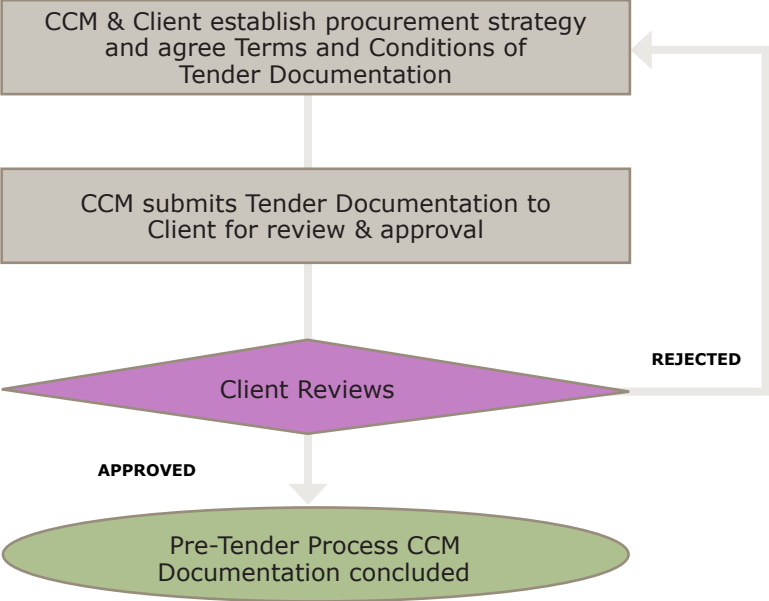 CCM & Client establish procurement strategy
and agree Terms and Conditions of
Tender Documentation
CCM submits Tender Documentation to
Client for review & approval
Client Reviews
REJECTED
APPROVED
Pre-Tender Process CCM
Documentation concluded